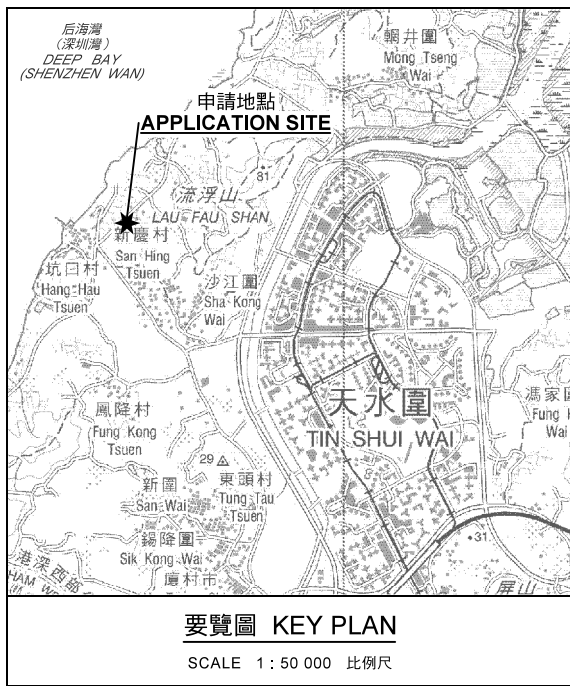 后海灣
(深圳灣)
DEEP BAY
(SHENZHEN WAN)
輞井圍
Mong Tseng
Wai
申請地點
APPLICATION SITE
81
流浮山
LAU FAU SHAN
新慶村
San Hing
Tsuen
坑口村
Hang Hau
Tsuen
沙江圍
Sha Kong
Wai
天水圍
TIN SHUI WAI
馮家圍
Fung K
Wai
鳳降村
Fung Kong
Tsuen
29
東頭村
Tung Tau
Tsuen
新圍
San Wai
錫降圍
Sik Kong Wai
廈村市
31
屏山
港深西部
HAM W
要覽圖 KEY PLAN
SCALE 1 : 50 000 比例尺